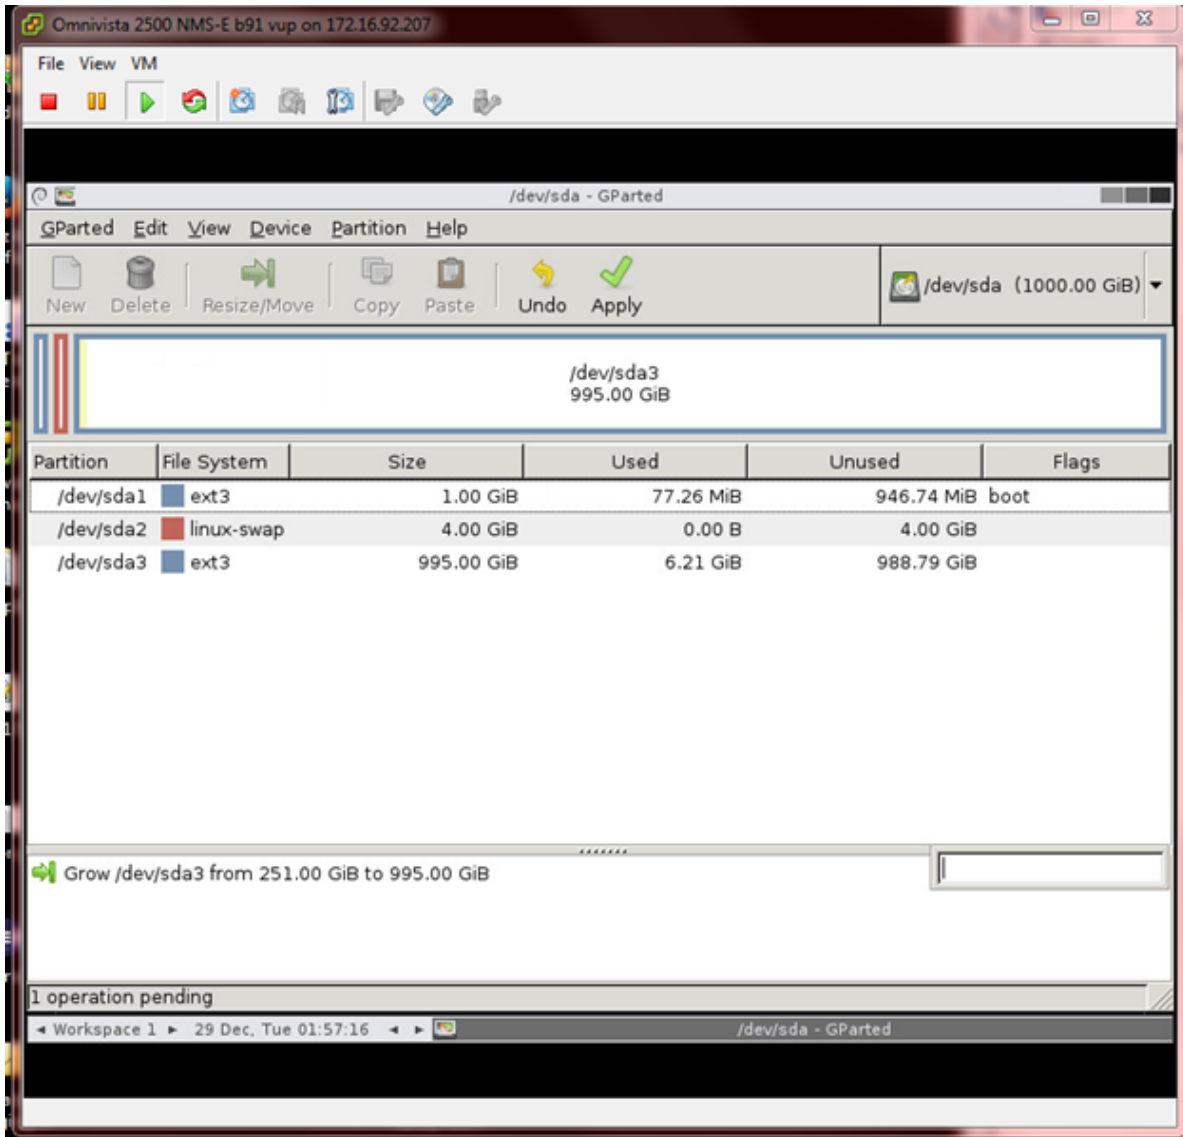 Omnivista 2500 NMS-E b91 vup on 172.16.92.207
File View VM
/dev/sda - GParted
GParted Edit View Device Partition Help
New Delete Resize/Move Copy Paste Undo Apply
/dev/sda (1000.00 GiB)
/dev/sda3
995.00 GiB
Partition File System Size Used Unused Flags
/dev/sda1 ext3 1.00 GiB 77.26 MiB 946.74 MiB boot
/dev/sda2 linux-swap 4.00 GiB 0.00 B 4.00 GiB
/dev/sda3 ext3 995.00 GiB 6.21 GiB 988.79 GiB
Grow /dev/sda3 from 251.00 GiB to 995.00 GiB
1 operation pending
Workspace 1 29 Dec, Tue 01:57:16 /dev/sda - GParted